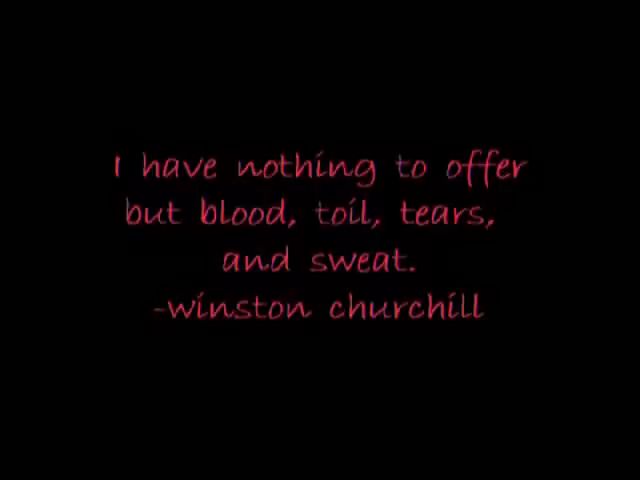 I have nothing to offer
but blood, toil, tears,
and sweat.
-winston churchill